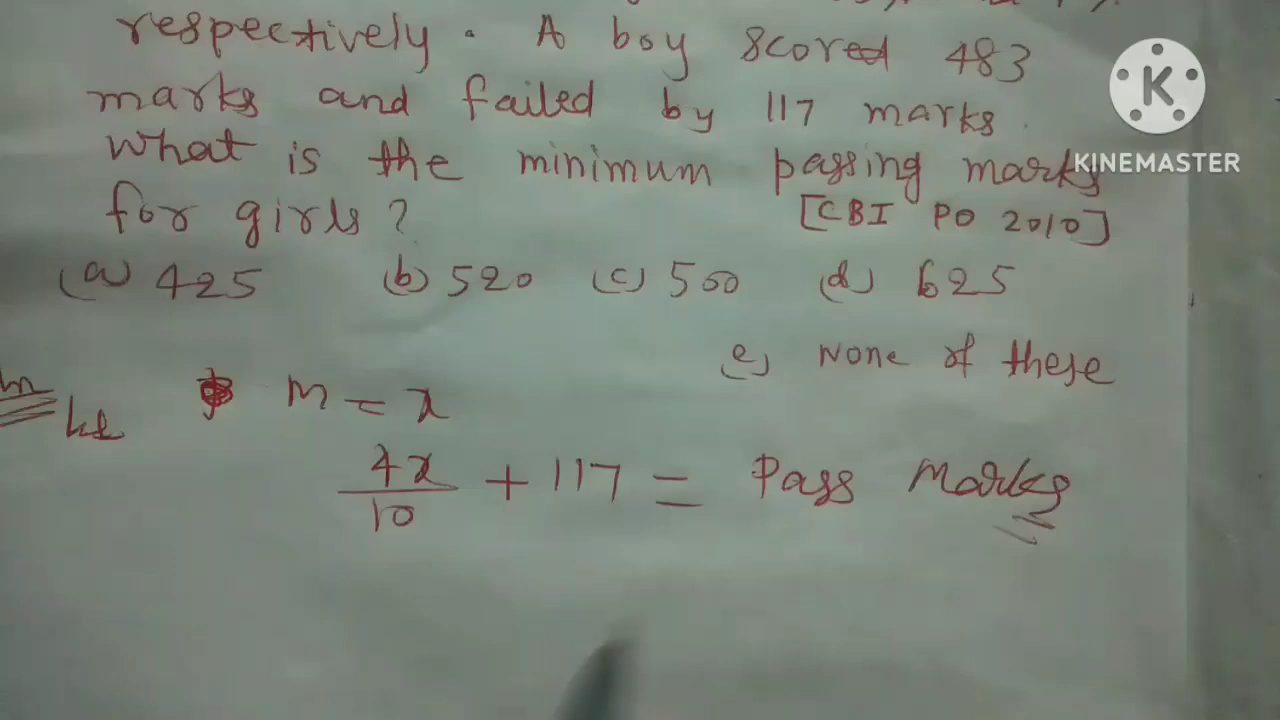 respectively. A boy scored 483
marks and failed by 117 marks.
What is the minimum passing marks
for girls?
[CBI PO 2010]
(a) 425 (b) 520 (c) 500 (d) 625
(e) None of these
m = x
4x/10 + 117 = Pass Marks
K
KINEMASTER